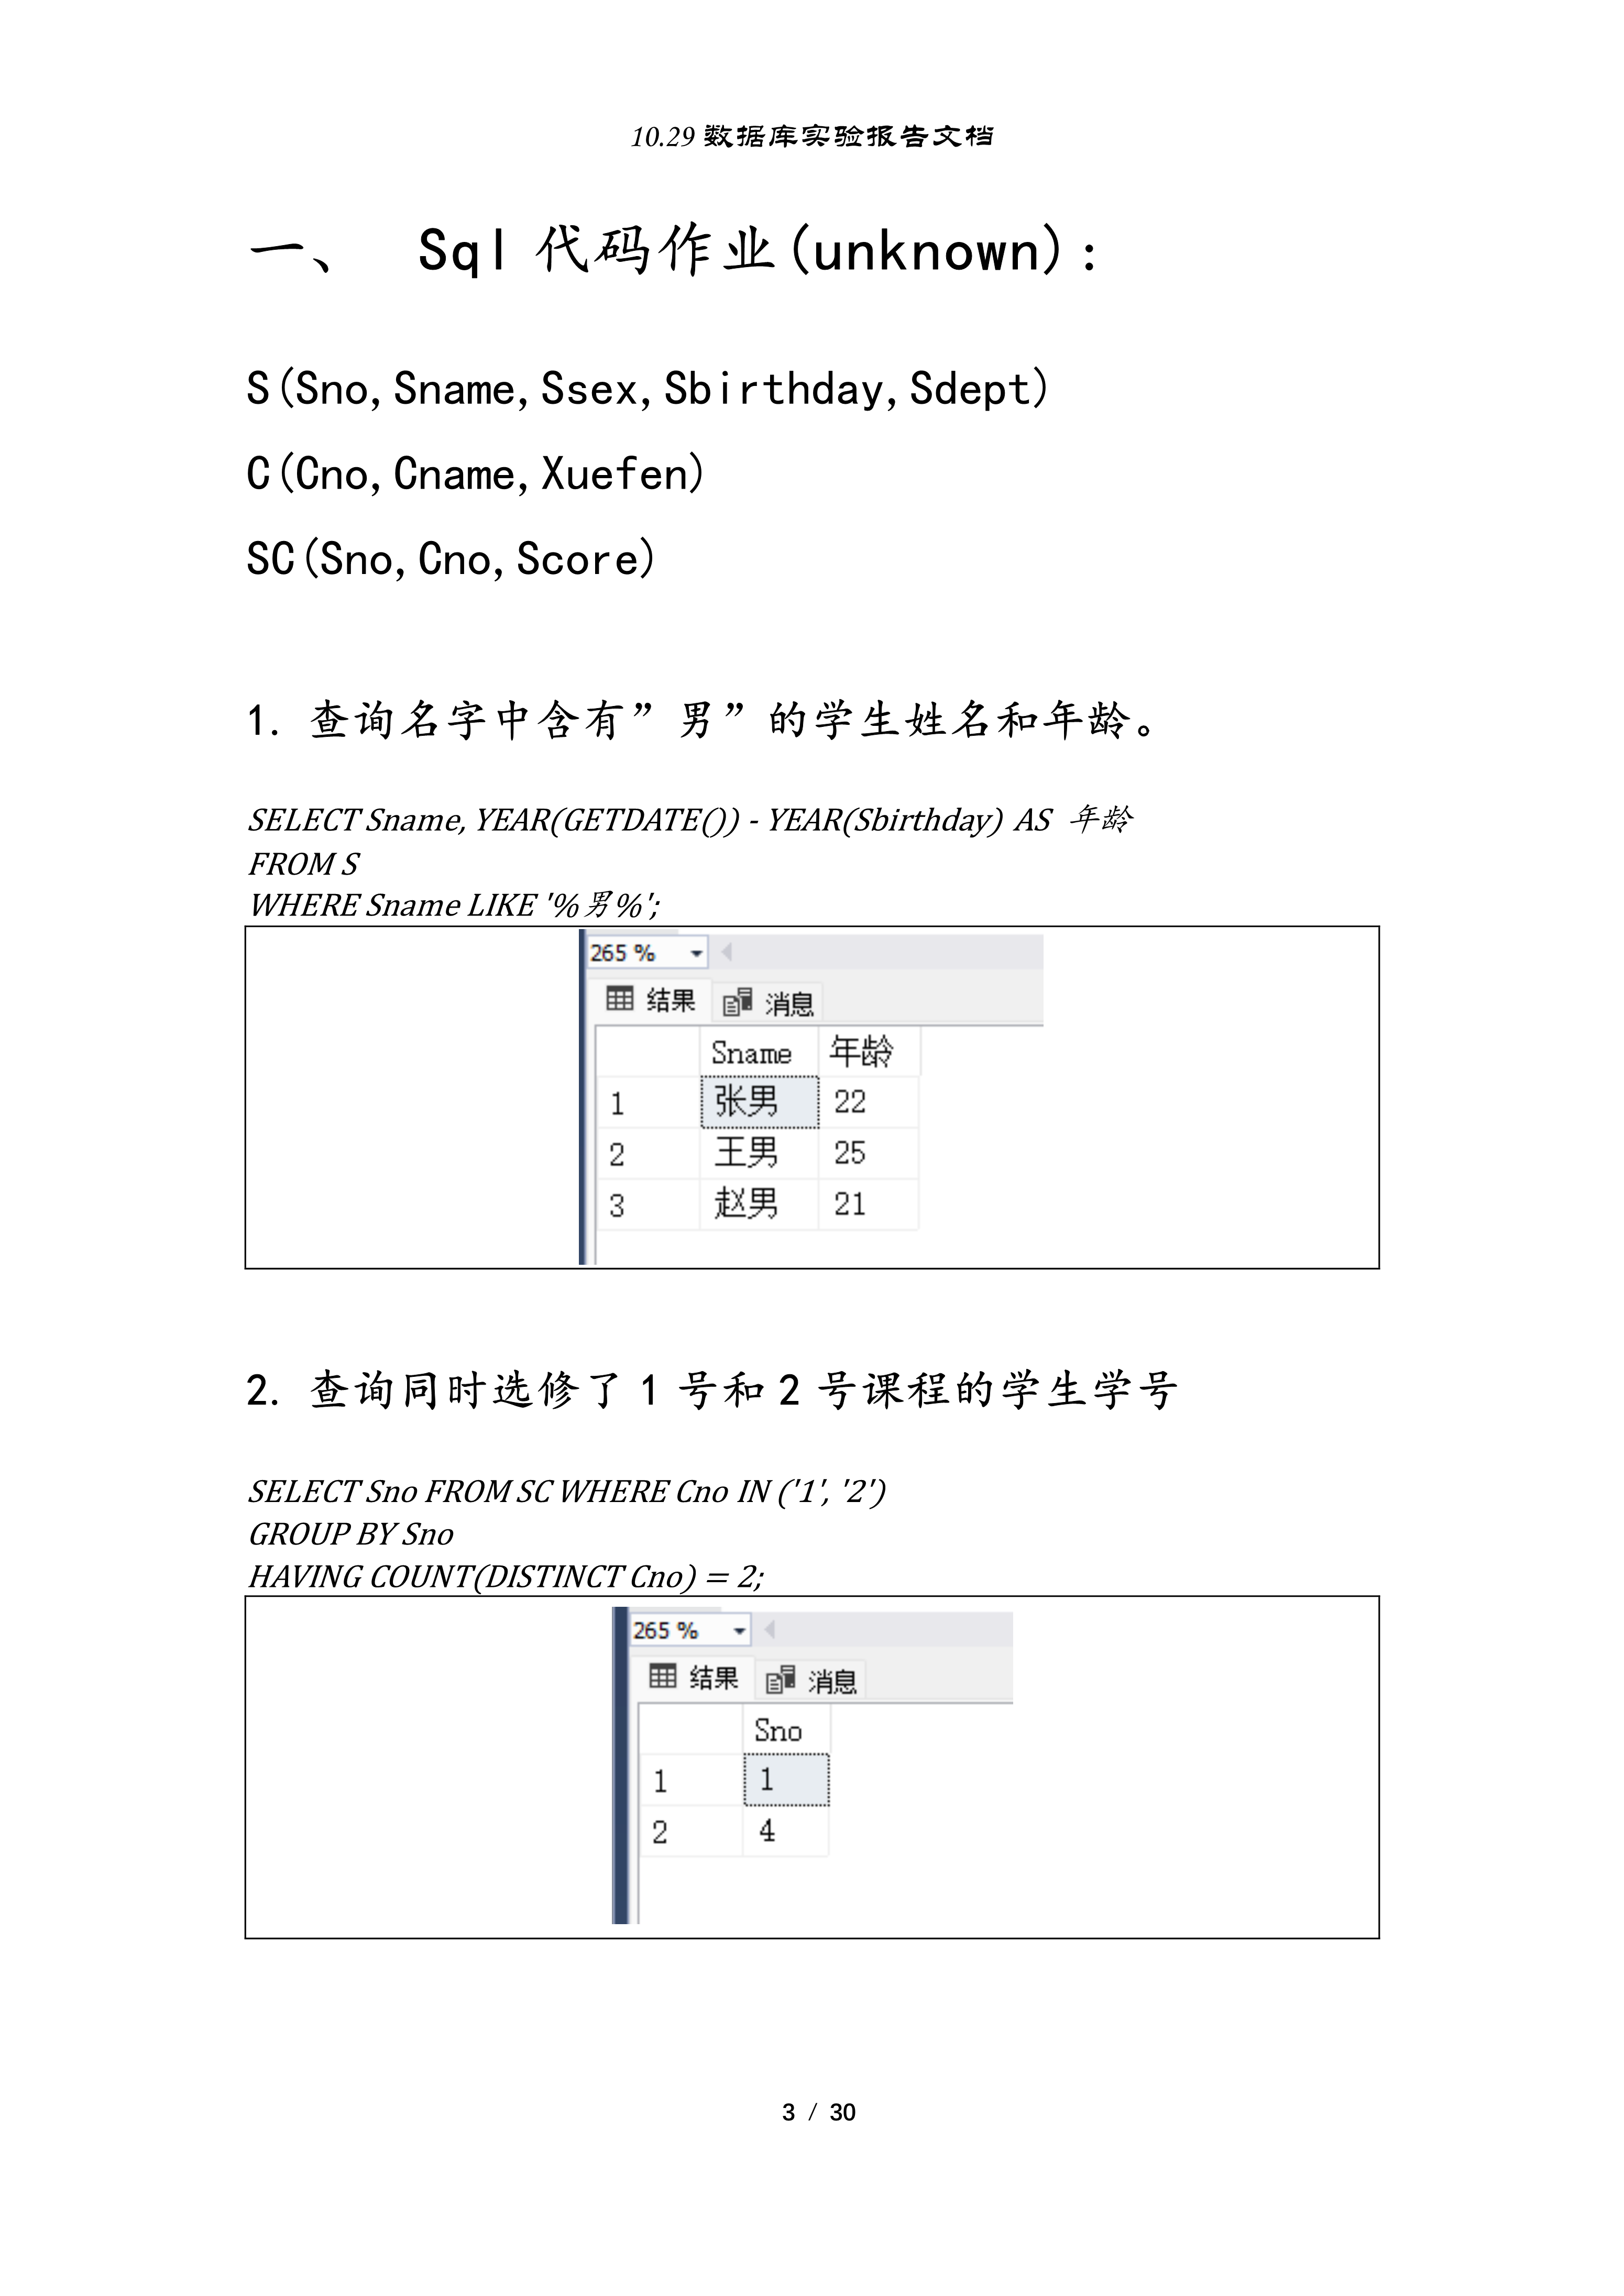 10.29 数据库实验报告文档
一、 Sql 代码作业(unknown):
S(Sno,Sname,Ssex,Sbirthday,Sdept)
C(Cno,Cname,Xuefen)
SC(Sno,Cno,Score)
1. 查询名字中含有”男”的学生姓名和年龄。
SELECT Sname, YEAR(GETDATE()) - YEAR(Sbirthday) AS 年龄
FROM S
WHERE Sname LIKE '%男%';
265 %
结果 消息
Sname 年龄
1 张男 22
2 王男 25
3 赵男 21
2. 查询同时选修了 1 号和 2 号课程的学生学号
SELECT Sno FROM SC WHERE Cno IN ('1', '2')
GROUP BY Sno
HAVING COUNT(DISTINCT Cno) = 2;
265 %
结果 消息
Sno
1 1
2 4
3 / 30